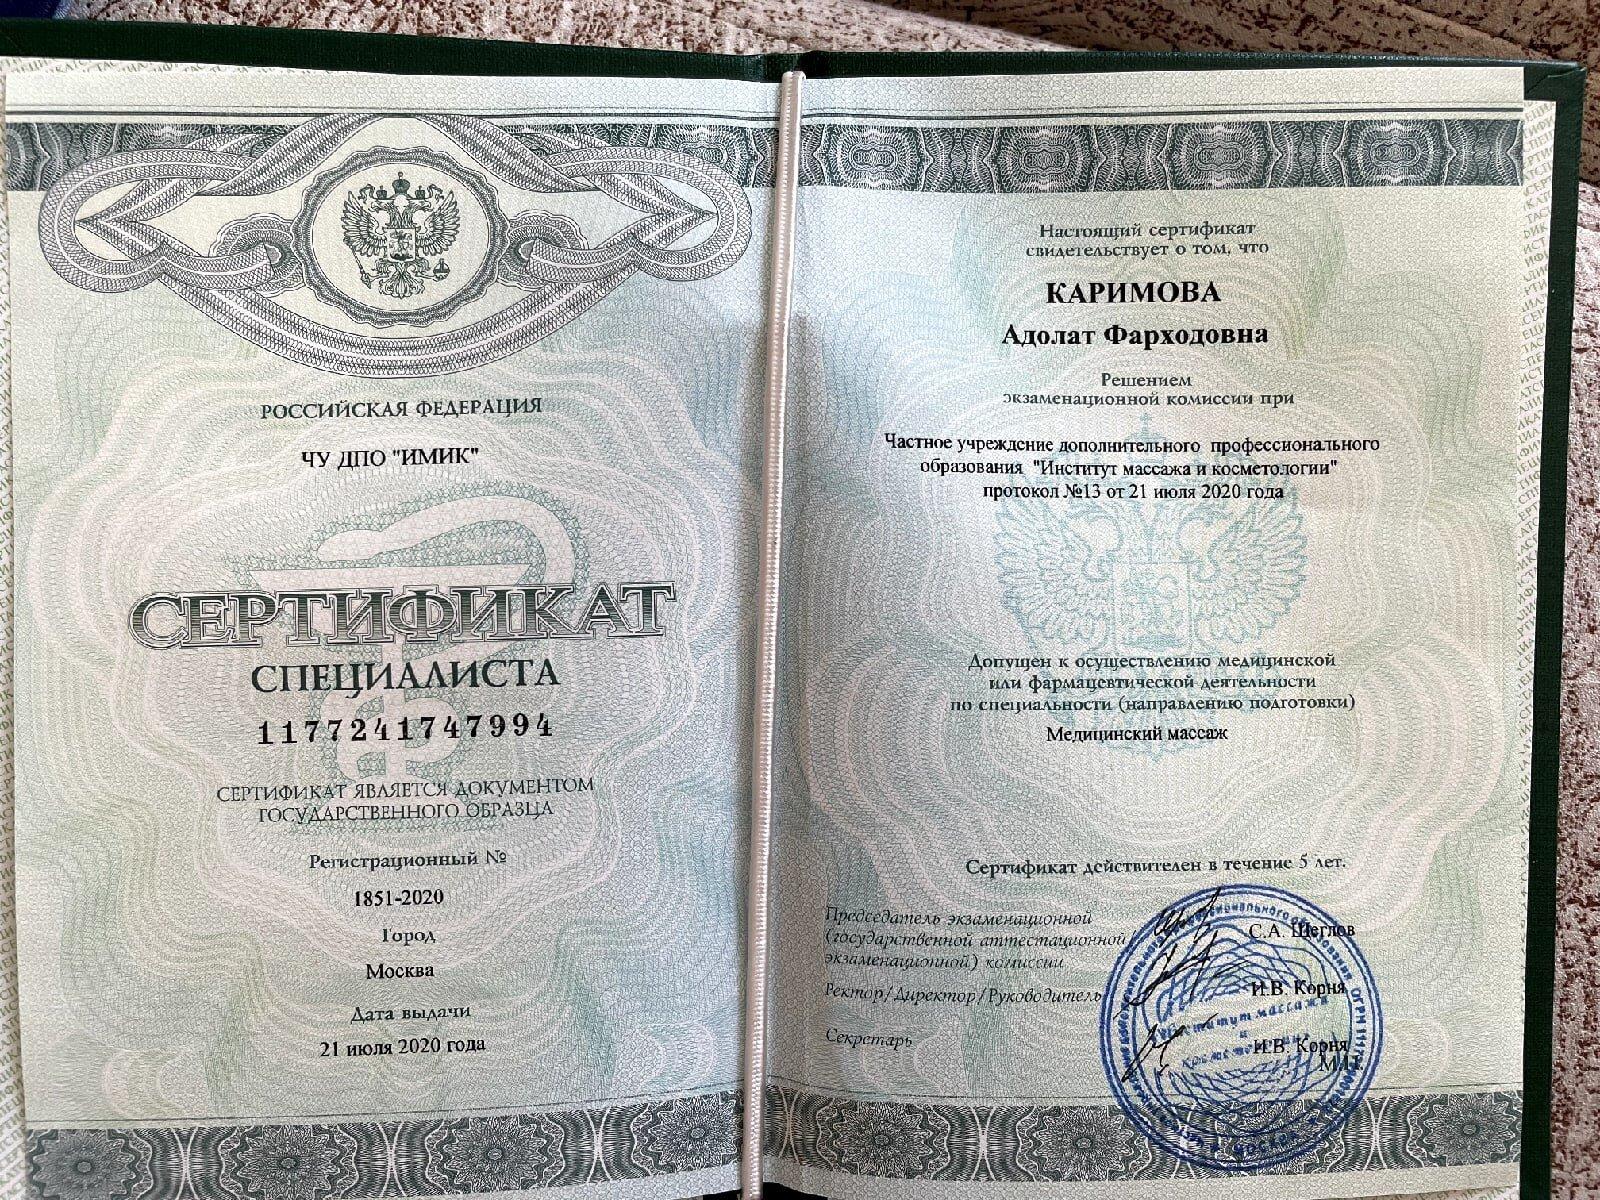 РОССИЙСКАЯ ФЕДЕРАЦИЯ
ЧУ ДПО "ИМИК"
СЕРТИФИКАТ
СПЕЦИАЛИСТА
1177241747994
СЕРТИФИКАТ ЯВЛЯЕТСЯ ДОКУМЕНТОМ
ГОСУДАРСТВЕННОГО ОБРАЗЦА
Регистрационный №
1851-2020
Город
Москва
Дата выдачи
21 июля 2020 года
Настоящий сертификат
свидетельствует о том, что
КАРИМОВА
Адолат Фарходовна
Решением
экзаменационной комиссии при
Частное учреждение дополнительного профессионального
образования "Институт массажа и косметологии"
протокол №13 от 21 июля 2020 года
Допущен к осуществлению медицинской
или фармацевтической деятельности
по специальности (направлению подготовки)
Медицинский массаж
Сертификат действителен в течение 5 лет.
Председатель экзаменационной
(государственной аттестационной,
экзаменационной) комиссии
С.А. Щеглов
Ректор/Директор/Руководитель
И.В. Корня
Секретарь
И.В. Корня
М.П.
Институт массажа
и
косметологии